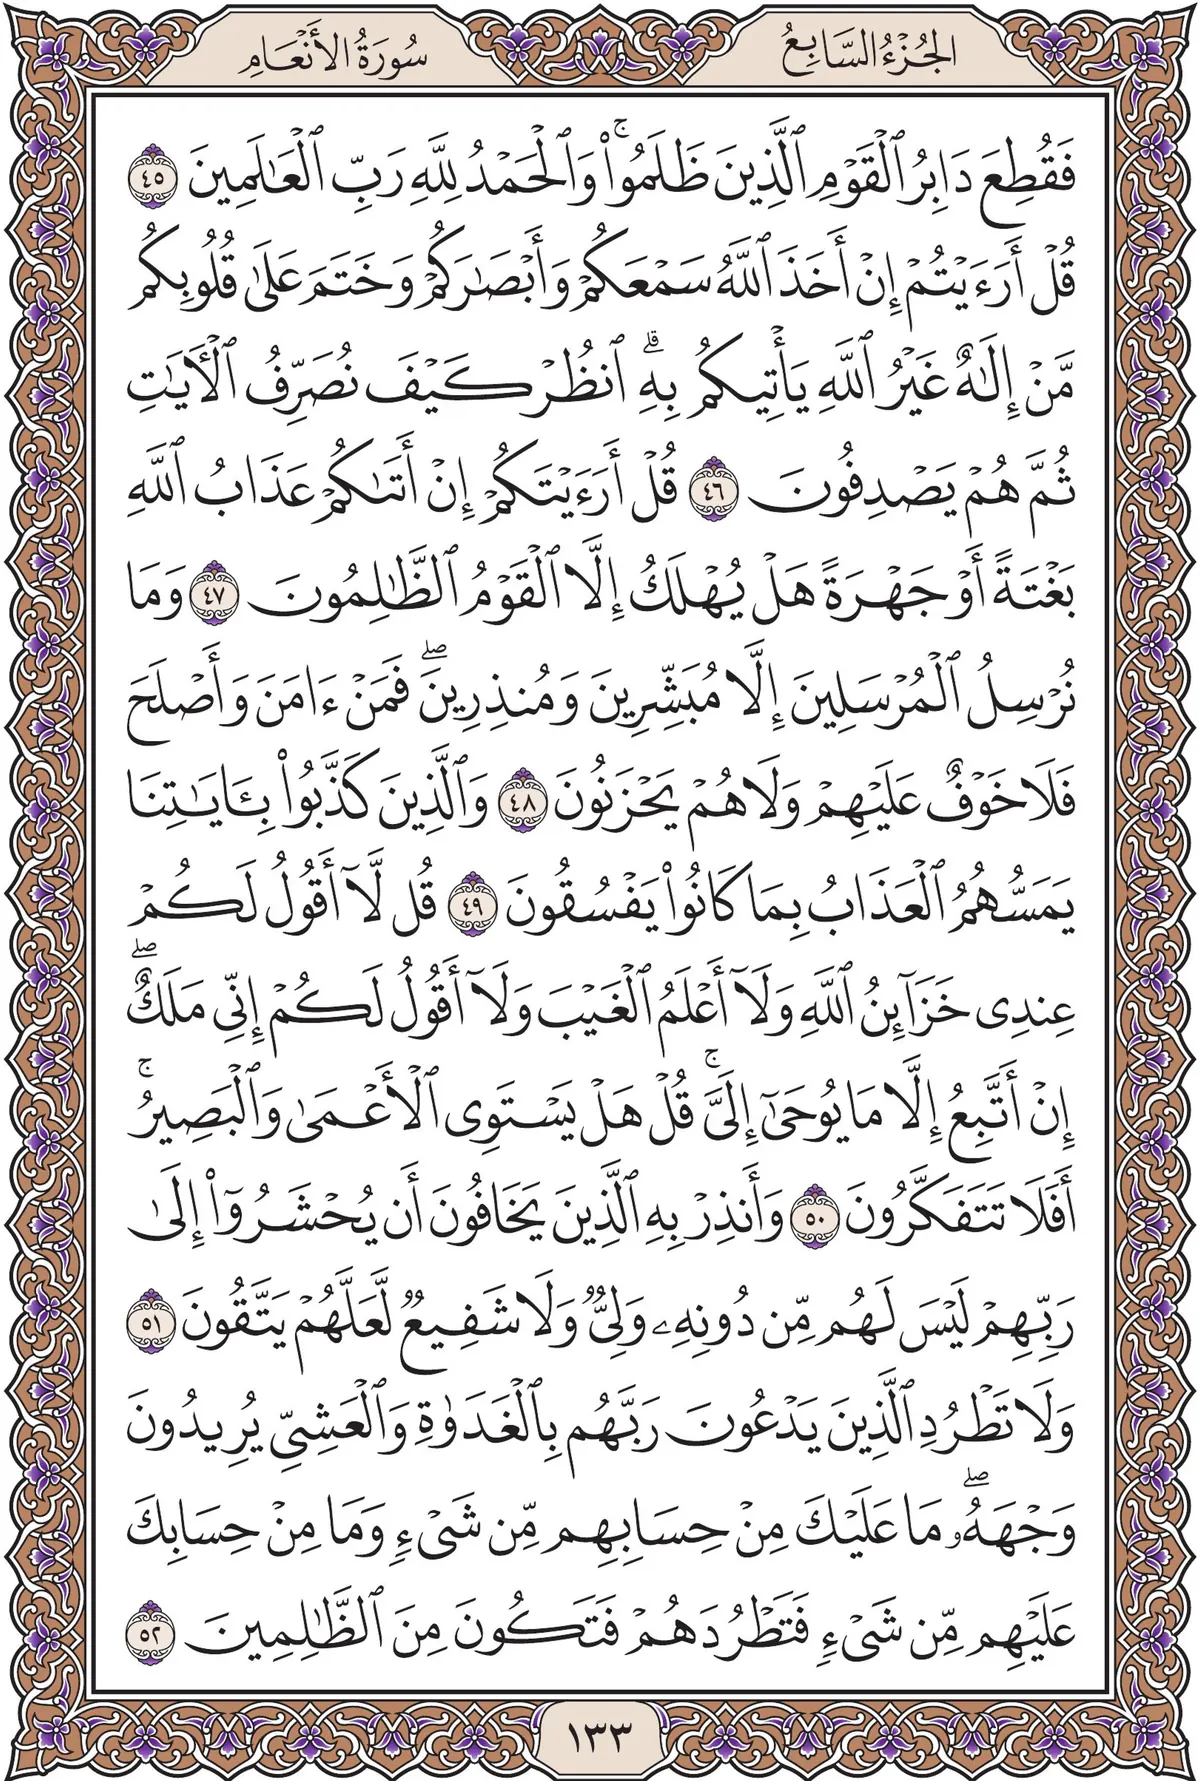 الجُزْءُ السَّابِعُ
سُورَةُ الأَنْعَامِ
فَقُطِعَ دَابِرُ ٱلْقَوْمِ ٱلَّذِينَ ظَلَمُوا۟ۚ وَٱلْحَمْدُ لِلَّهِ رَبِّ ٱلْعَٰلَمِينَ ٤٥
قُلْ أَرَءَيْتُمْ إِنْ أَخَذَ ٱللَّهُ سَمْعَكُمْ وَأَبْصَٰرَكُمْ وَخَتَمَ عَلَىٰ قُلُوبِكُم
مَّنْ إِلَٰهٌ غَيْرُ ٱللَّهِ يَأْتِيكُم بِهِۗ ٱنظُرْ كَيْفَ نُصَرِّفُ ٱلْءَايَٰتِ
ثُمَّ هُمْ يَصْدِفُونَ ٤٦ قُلْ أَرَءَيْتَكُمْ إِنْ أَتَىٰكُمْ عَذَابُ ٱللَّهِ
بَغْتَةً أَوْ جَهْرَةً هَلْ يُهْلَكُ إِلَّا ٱلْقَوْمُ ٱلظَّٰلِمُونَ ٤٧ وَمَا
نُرْسِلُ ٱلْمُرْسَلِينَ إِلَّا مُبَشِّرِينَ وَمُنذِرِينَۖ فَمَنْ ءَامَنَ وَأَصْلَحَ
فَلَا خَوْفٌ عَلَيْهِمْ وَلَا هُمْ يَحْزَنُونَ ٤٨ وَٱلَّذِينَ كَذَّبُوا۟ بِـَٔايَٰتِنَا
يَمَسُّهُمُ ٱلْعَذَابُ بِمَا كَانُوا۟ يَفْسُقُونَ ٤٩ قُل لَّآ أَقُولُ لَكُمْ
عِندِى خَزَآئِنُ ٱللَّهِ وَلَآ أَعْلَمُ ٱلْغَيْبَ وَلَآ أَقُولُ لَكُمْ إِنِّى مَلَكٌۖ
إِنْ أَتَّبِعُ إِلَّا مَا يُوحَىٰٓ إِلَىَّۚ قُلْ هَلْ يَسْتَوِى ٱلْأَعْمَىٰ وَٱلْبَصِيرُۚ
أَفَلَا تَتَفَكَّرُونَ ٥٠ وَأَنذِرْ بِهِ ٱلَّذِينَ يَخَافُونَ أَن يُحْشَرُوٓا۟ إِلَىٰ
رَبِّهِمْ لَيْسَ لَهُم مِّن دُونِهِۦ وَلِىٌّ وَلَا شَفِيعٌ لَّعَلَّهُمْ يَتَّقُونَ ٥١
وَلَا تَطْرُدِ ٱلَّذِينَ يَدْعُونَ رَبَّهُم بِٱلْغَدَوٰةِ وَٱلْعَشِىِّ يُرِيدُونَ
وَجْهَهُۥۖ مَا عَلَيْكَ مِنْ حِسَابِهِم مِّن شَىْءٍ وَمَا مِنْ حِسَابِكَ
عَلَيْهِم مِّن شَىْءٍ فَتَطْرُدَهُمْ فَتَكُونَ مِنَ ٱلظَّٰلِمِينَ ٥٢
١٣٣